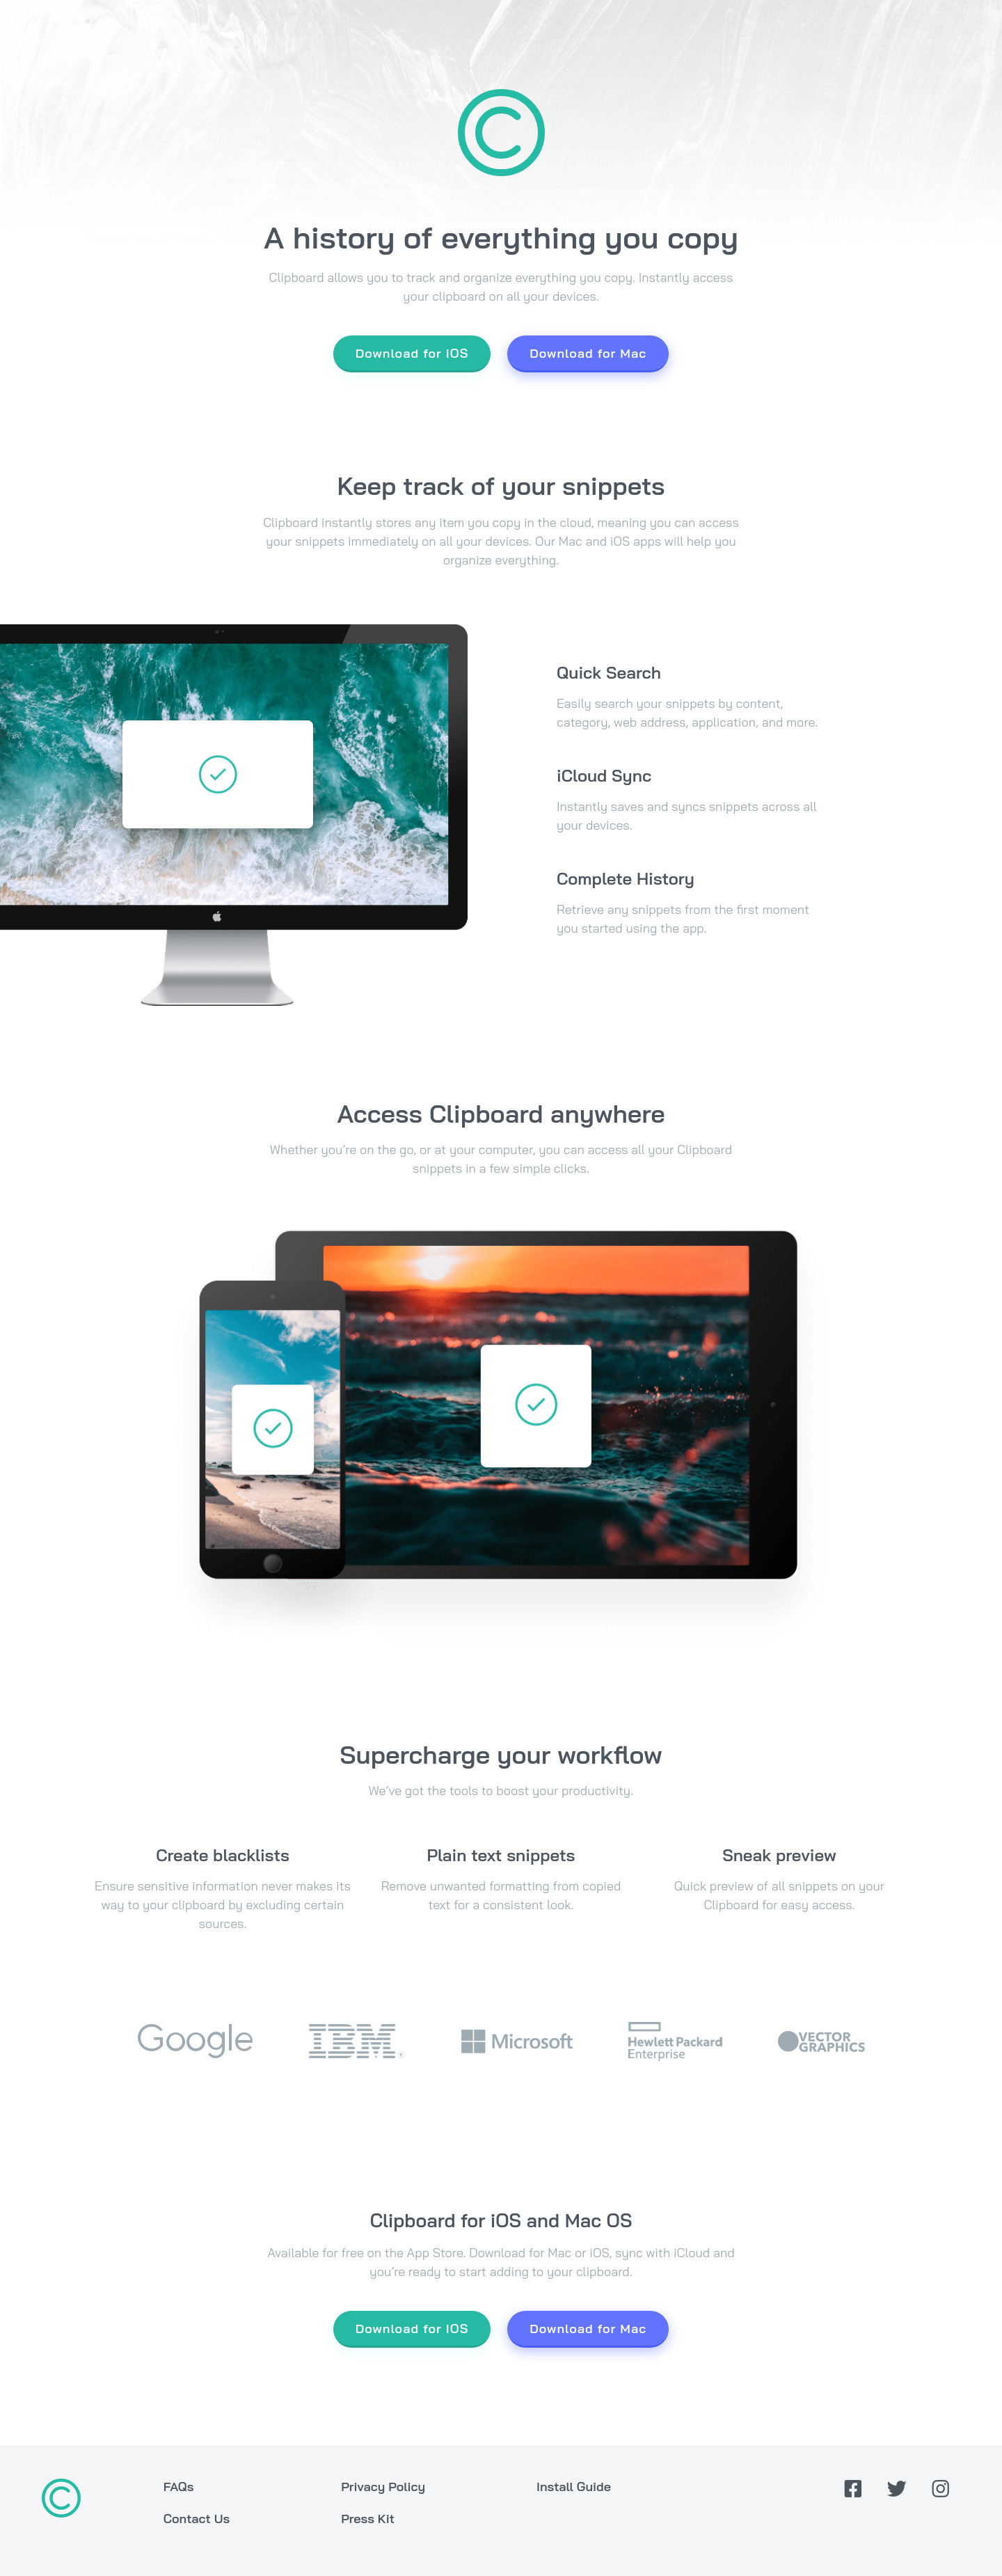 A history of everything you copy
Clipboard allows you to track and organize everything you copy. Instantly access
your clipboard on all your devices.
Download for iOS
Download for Mac
Keep track of your snippets
Clipboard instantly stores any item you copy in the cloud, meaning you can access
your snippets immediately on all your devices. Our Mac and iOS apps will help you
organize everything.
Quick Search
Easily search your snippets by content,
category, web address, application, and more.
iCloud Sync
Instantly saves and syncs snippets across all
your devices.
Complete History
Retrieve any snippets from the first moment
you started using the app.
Access Clipboard anywhere
Whether you’re on the go, or at your computer, you can access all your Clipboard
snippets in a few simple clicks.
Supercharge your workflow
We’ve got the tools to boost your productivity.
Create blacklists
Ensure sensitive information never makes its
way to your clipboard by excluding certain
sources.
Plain text snippets
Remove unwanted formatting from copied
text for a consistent look.
Sneak preview
Quick preview of all snippets on your
Clipboard for easy access.
Google
IBM
Microsoft
Hewlett Packard
Enterprise
VECTOR
GRAPHICS
Clipboard for iOS and Mac OS
Available for free on the App Store. Download for Mac or iOS, sync with iCloud and
you’re ready to start adding to your clipboard.
Download for iOS
Download for Mac
FAQs
Contact Us
Privacy Policy
Press Kit
Install Guide